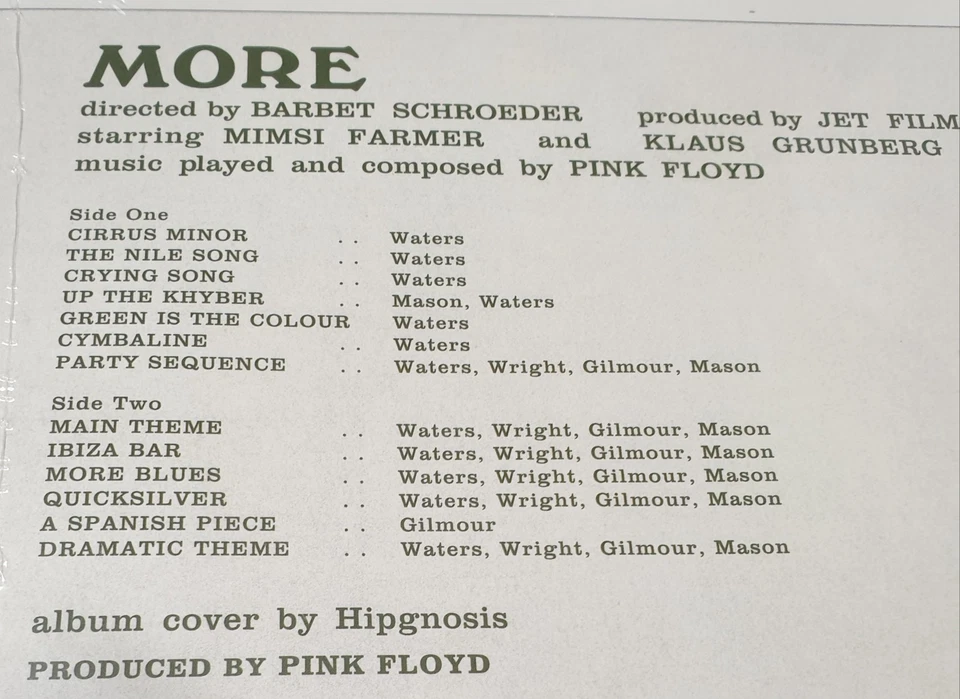 MORE
directed by BARBET SCHROEDER produced by JET FILM
starring MIMSI FARMER and KLAUS GRUNBERG
music played and composed by PINK FLOYD
Side One
CIRRUS MINOR . . Waters
THE NILE SONG . . Waters
CRYING SONG . . Waters
UP THE KHYBER . . Mason, Waters
GREEN IS THE COLOUR Waters
CYMBALINE . . Waters
PARTY SEQUENCE . . Waters, Wright, Gilmour, Mason
Side Two
MAIN THEME . . Waters, Wright, Gilmour, Mason
IBIZA BAR . . Waters, Wright, Gilmour, Mason
MORE BLUES . . Waters, Wright, Gilmour, Mason
QUICKSILVER . . Waters, Wright, Gilmour, Mason
A SPANISH PIECE . . Gilmour
DRAMATIC THEME . . Waters, Wright, Gilmour, Mason
album cover by Hipgnosis
PRODUCED BY PINK FLOYD